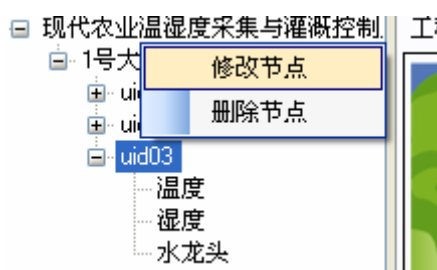 现代农业温湿度采集与灌溉控制
工
1号大
修改节点
删除节点
uid03
温度
湿度
水龙头